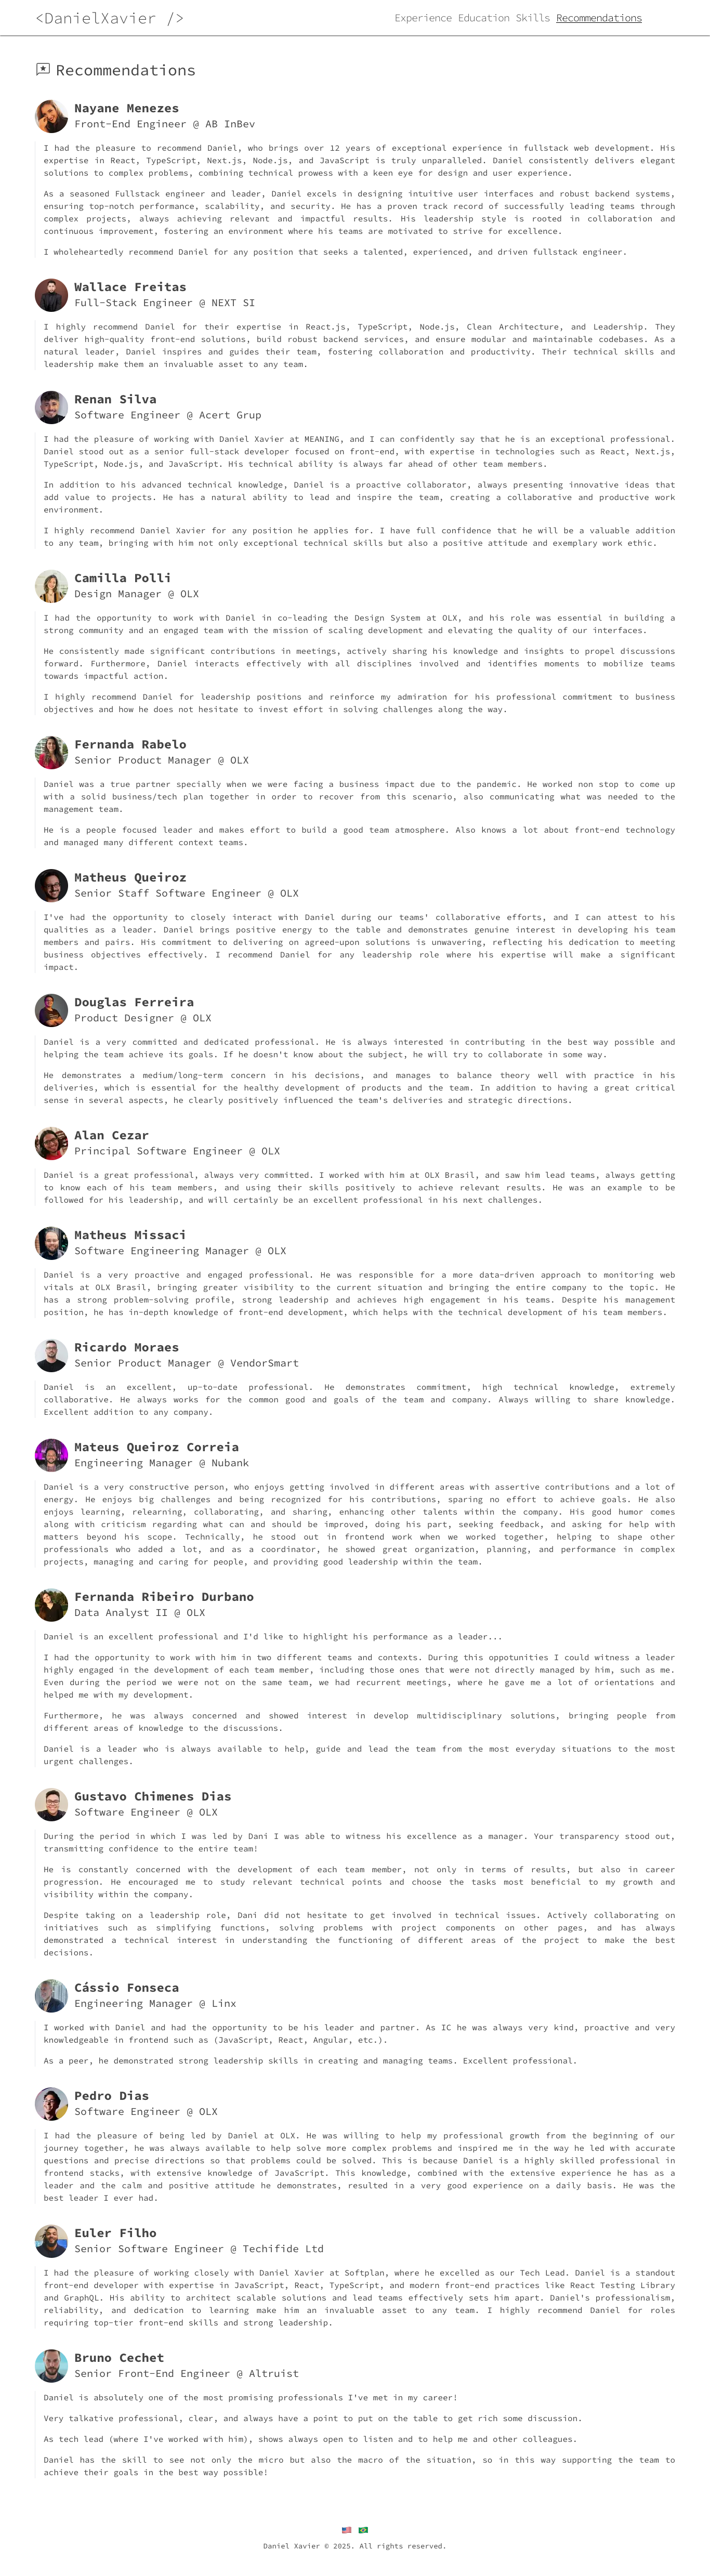 <DanielXavier />
Experience Education Skills Recommendations
Recommendations
Nayane Menezes
Front-End Engineer @ AB InBev
I had the pleasure to recommend Daniel, who brings over 12 years of exceptional experience in fullstack web development. His
expertise in React, TypeScript, Next.js, Node.js, and JavaScript is truly unparalleled. Daniel consistently delivers elegant
solutions to complex problems, combining technical prowess with a keen eye for design and user experience.
As a seasoned Fullstack engineer and leader, Daniel excels in designing intuitive user interfaces and robust backend systems,
ensuring top-notch performance, scalability, and security. He has a proven track record of successfully leading teams through
complex projects, always achieving relevant and impactful results. His leadership style is rooted in collaboration and
continuous improvement, fostering an environment where his teams are motivated to strive for excellence.
I wholeheartedly recommend Daniel for any position that seeks a talented, experienced, and driven fullstack engineer.
Wallace Freitas
Full-Stack Engineer @ NEXT SI
I highly recommend Daniel for their expertise in React.js, TypeScript, Node.js, Clean Architecture, and Leadership. They
deliver high-quality front-end solutions, build robust backend services, and ensure modular and maintainable codebases. As a
natural leader, Daniel inspires and guides their team, fostering collaboration and productivity. Their technical skills and
leadership make them an invaluable asset to any team.
Renan Silva
Software Engineer @ Acert Grup
I had the pleasure of working with Daniel Xavier at MEANING, and I can confidently say that he is an exceptional professional.
Daniel stood out as a senior full-stack developer focused on front-end, with expertise in technologies such as React, Next.js,
TypeScript, Node.js, and JavaScript. His technical ability is always far ahead of other team members.
In addition to his advanced technical knowledge, Daniel is a proactive collaborator, always presenting innovative ideas that
add value to projects. He has a natural ability to lead and inspire the team, creating a collaborative and productive work
environment.
I highly recommend Daniel Xavier for any position he applies for. I have full confidence that he will be a valuable addition
to any team, bringing with him not only exceptional technical skills but also a positive attitude and exemplary work ethic.
Camilla Polli
Design Manager @ OLX
I had the opportunity to work with Daniel in co-leading the Design System at OLX, and his role was essential in building a
strong community and an engaged team with the mission of scaling development and elevating the quality of our interfaces.
He consistently made significant contributions in meetings, actively sharing his knowledge and insights to propel discussions
forward. Furthermore, Daniel interacts effectively with all disciplines involved and identifies moments to mobilize teams
towards impactful action.
I highly recommend Daniel for leadership positions and reinforce my admiration for his professional commitment to business
objectives and how he does not hesitate to invest effort in solving challenges along the way.
Fernanda Rabelo
Senior Product Manager @ OLX
Daniel was a true partner specially when we were facing a business impact due to the pandemic. He worked non stop to come up
with a solid business/tech plan together in order to recover from this scenario, also communicating what was needed to the
management team.
He is a people focused leader and makes effort to build a good team atmosphere. Also knows a lot about front-end technology
and managed many different context teams.
Matheus Queiroz
Senior Staff Software Engineer @ OLX
I've had the opportunity to closely interact with Daniel during our teams' collaborative efforts, and I can attest to his
qualities as a leader. Daniel brings positive energy to the table and demonstrates genuine interest in developing his team
members and pairs. His commitment to delivering on agreed-upon solutions is unwavering, reflecting his dedication to meeting
business objectives effectively. I recommend Daniel for any leadership role where his expertise will make a significant
impact.
Douglas Ferreira
Product Designer @ OLX
Daniel is a very committed and dedicated professional. He is always interested in contributing in the best way possible and
helping the team achieve its goals. If he doesn't know about the subject, he will try to collaborate in some way.
He demonstrates a medium/long-term concern in his decisions, and manages to balance theory well with practice in his
deliveries, which is essential for the healthy development of products and the team. In addition to having a great critical
sense in several aspects, he clearly positively influenced the team's deliveries and strategic directions.
Alan Cezar
Principal Software Engineer @ OLX
Daniel is a great professional, always very committed. I worked with him at OLX Brasil, and saw him lead teams, always getting
to know each of his team members, and using their skills positively to achieve relevant results. He was an example to be
followed for his leadership, and will certainly be an excellent professional in his next challenges.
Matheus Missaci
Software Engineering Manager @ OLX
Daniel is a very proactive and engaged professional. He was responsible for a more data-driven approach to monitoring web
vitals at OLX Brasil, bringing greater visibility to the current situation and bringing the entire company to the topic. He
has a strong problem-solving profile, strong leadership and achieves high engagement in his teams. Despite his management
position, he has in-depth knowledge of front-end development, which helps with the technical development of his team members.
Ricardo Moraes
Senior Product Manager @ VendorSmart
Daniel is an excellent, up-to-date professional. He demonstrates commitment, high technical knowledge, extremely
collaborative. He always works for the common good and goals of the team and company. Always willing to share knowledge.
Excellent addition to any company.
Mateus Queiroz Correia
Engineering Manager @ Nubank
Daniel is a very constructive person, who enjoys getting involved in different areas with assertive contributions and a lot of
energy. He enjoys big challenges and being recognized for his contributions, sparing no effort to achieve goals. He also
enjoys learning, relearning, collaborating, and sharing, enhancing other talents within the company. His good humor comes
along with criticism regarding what can and should be improved, doing his part, seeking feedback, and asking for help with
matters beyond his scope. Technically, he stood out in frontend work when we worked together, helping to shape other
professionals who added a lot, and as a coordinator, he showed great organization, planning, and performance in complex
projects, managing and caring for people, and providing good leadership within the team.
Fernanda Ribeiro Durbano
Data Analyst II @ OLX
Daniel is an excellent professional and I'd like to highlight his performance as a leader...
I had the opportunity to work with him in two different teams and contexts. During this oppotunities I could witness a leader
highly engaged in the development of each team member, including those ones that were not directly managed by him, such as me.
Even during the period we were not on the same team, we had recurrent meetings, where he gave me a lot of orientations and
helped me with my development.
Furthermore, he was always concerned and showed interest in develop multidisciplinary solutions, bringing people from
different areas of knowledge to the discussions.
Daniel is a leader who is always available to help, guide and lead the team from the most everyday situations to the most
urgent challenges.
Gustavo Chimenes Dias
Software Engineer @ OLX
During the period in which I was led by Dani I was able to witness his excellence as a manager. Your transparency stood out,
transmitting confidence to the entire team!
He is constantly concerned with the development of each team member, not only in terms of results, but also in career
progression. He encouraged me to study relevant technical points and choose the tasks most beneficial to my growth and
visibility within the company.
Despite taking on a leadership role, Dani did not hesitate to get involved in technical issues. Actively collaborating on
initiatives such as simplifying functions, solving problems with project components on other pages, and has always
demonstrated a technical interest in understanding the functioning of different areas of the project to make the best
decisions.
Cássio Fonseca
Engineering Manager @ Linx
I worked with Daniel and had the opportunity to be his leader and partner. As IC he was always very kind, proactive and very
knowledgeable in frontend such as (JavaScript, React, Angular, etc.).
As a peer, he demonstrated strong leadership skills in creating and managing teams. Excellent professional.
Pedro Dias
Software Engineer @ OLX
I had the pleasure of being led by Daniel at OLX. He was willing to help my professional growth from the beginning of our
journey together, he was always available to help solve more complex problems and inspired me in the way he led with accurate
questions and precise directions so that problems could be solved. This is because Daniel is a highly skilled professional in
frontend stacks, with extensive knowledge of JavaScript. This knowledge, combined with the extensive experience he has as a
leader and the calm and positive attitude he demonstrates, resulted in a very good experience on a daily basis. He was the
best leader I ever had.
Euler Filho
Senior Software Engineer @ Techifide Ltd
I had the pleasure of working closely with Daniel Xavier at Softplan, where he excelled as our Tech Lead. Daniel is a standout
front-end developer with expertise in JavaScript, React, TypeScript, and modern front-end practices like React Testing Library
and GraphQL. His ability to architect scalable solutions and lead teams effectively sets him apart. Daniel's professionalism,
reliability, and dedication to learning make him an invaluable asset to any team. I highly recommend Daniel for roles
requiring top-tier front-end skills and strong leadership.
Bruno Cechet
Senior Front-End Engineer @ Altruist
Daniel is absolutely one of the most promising professionals I've met in my career!
Very talkative professional, clear, and always have a point to put on the table to get rich some discussion.
As tech lead (where I've worked with him), shows always open to listen and to help me and other colleagues.
Daniel has the skill to see not only the micro but also the macro of the situation, so in this way supporting the team to
achieve their goals in the best way possible!
Daniel Xavier © 2025. All rights reserved.